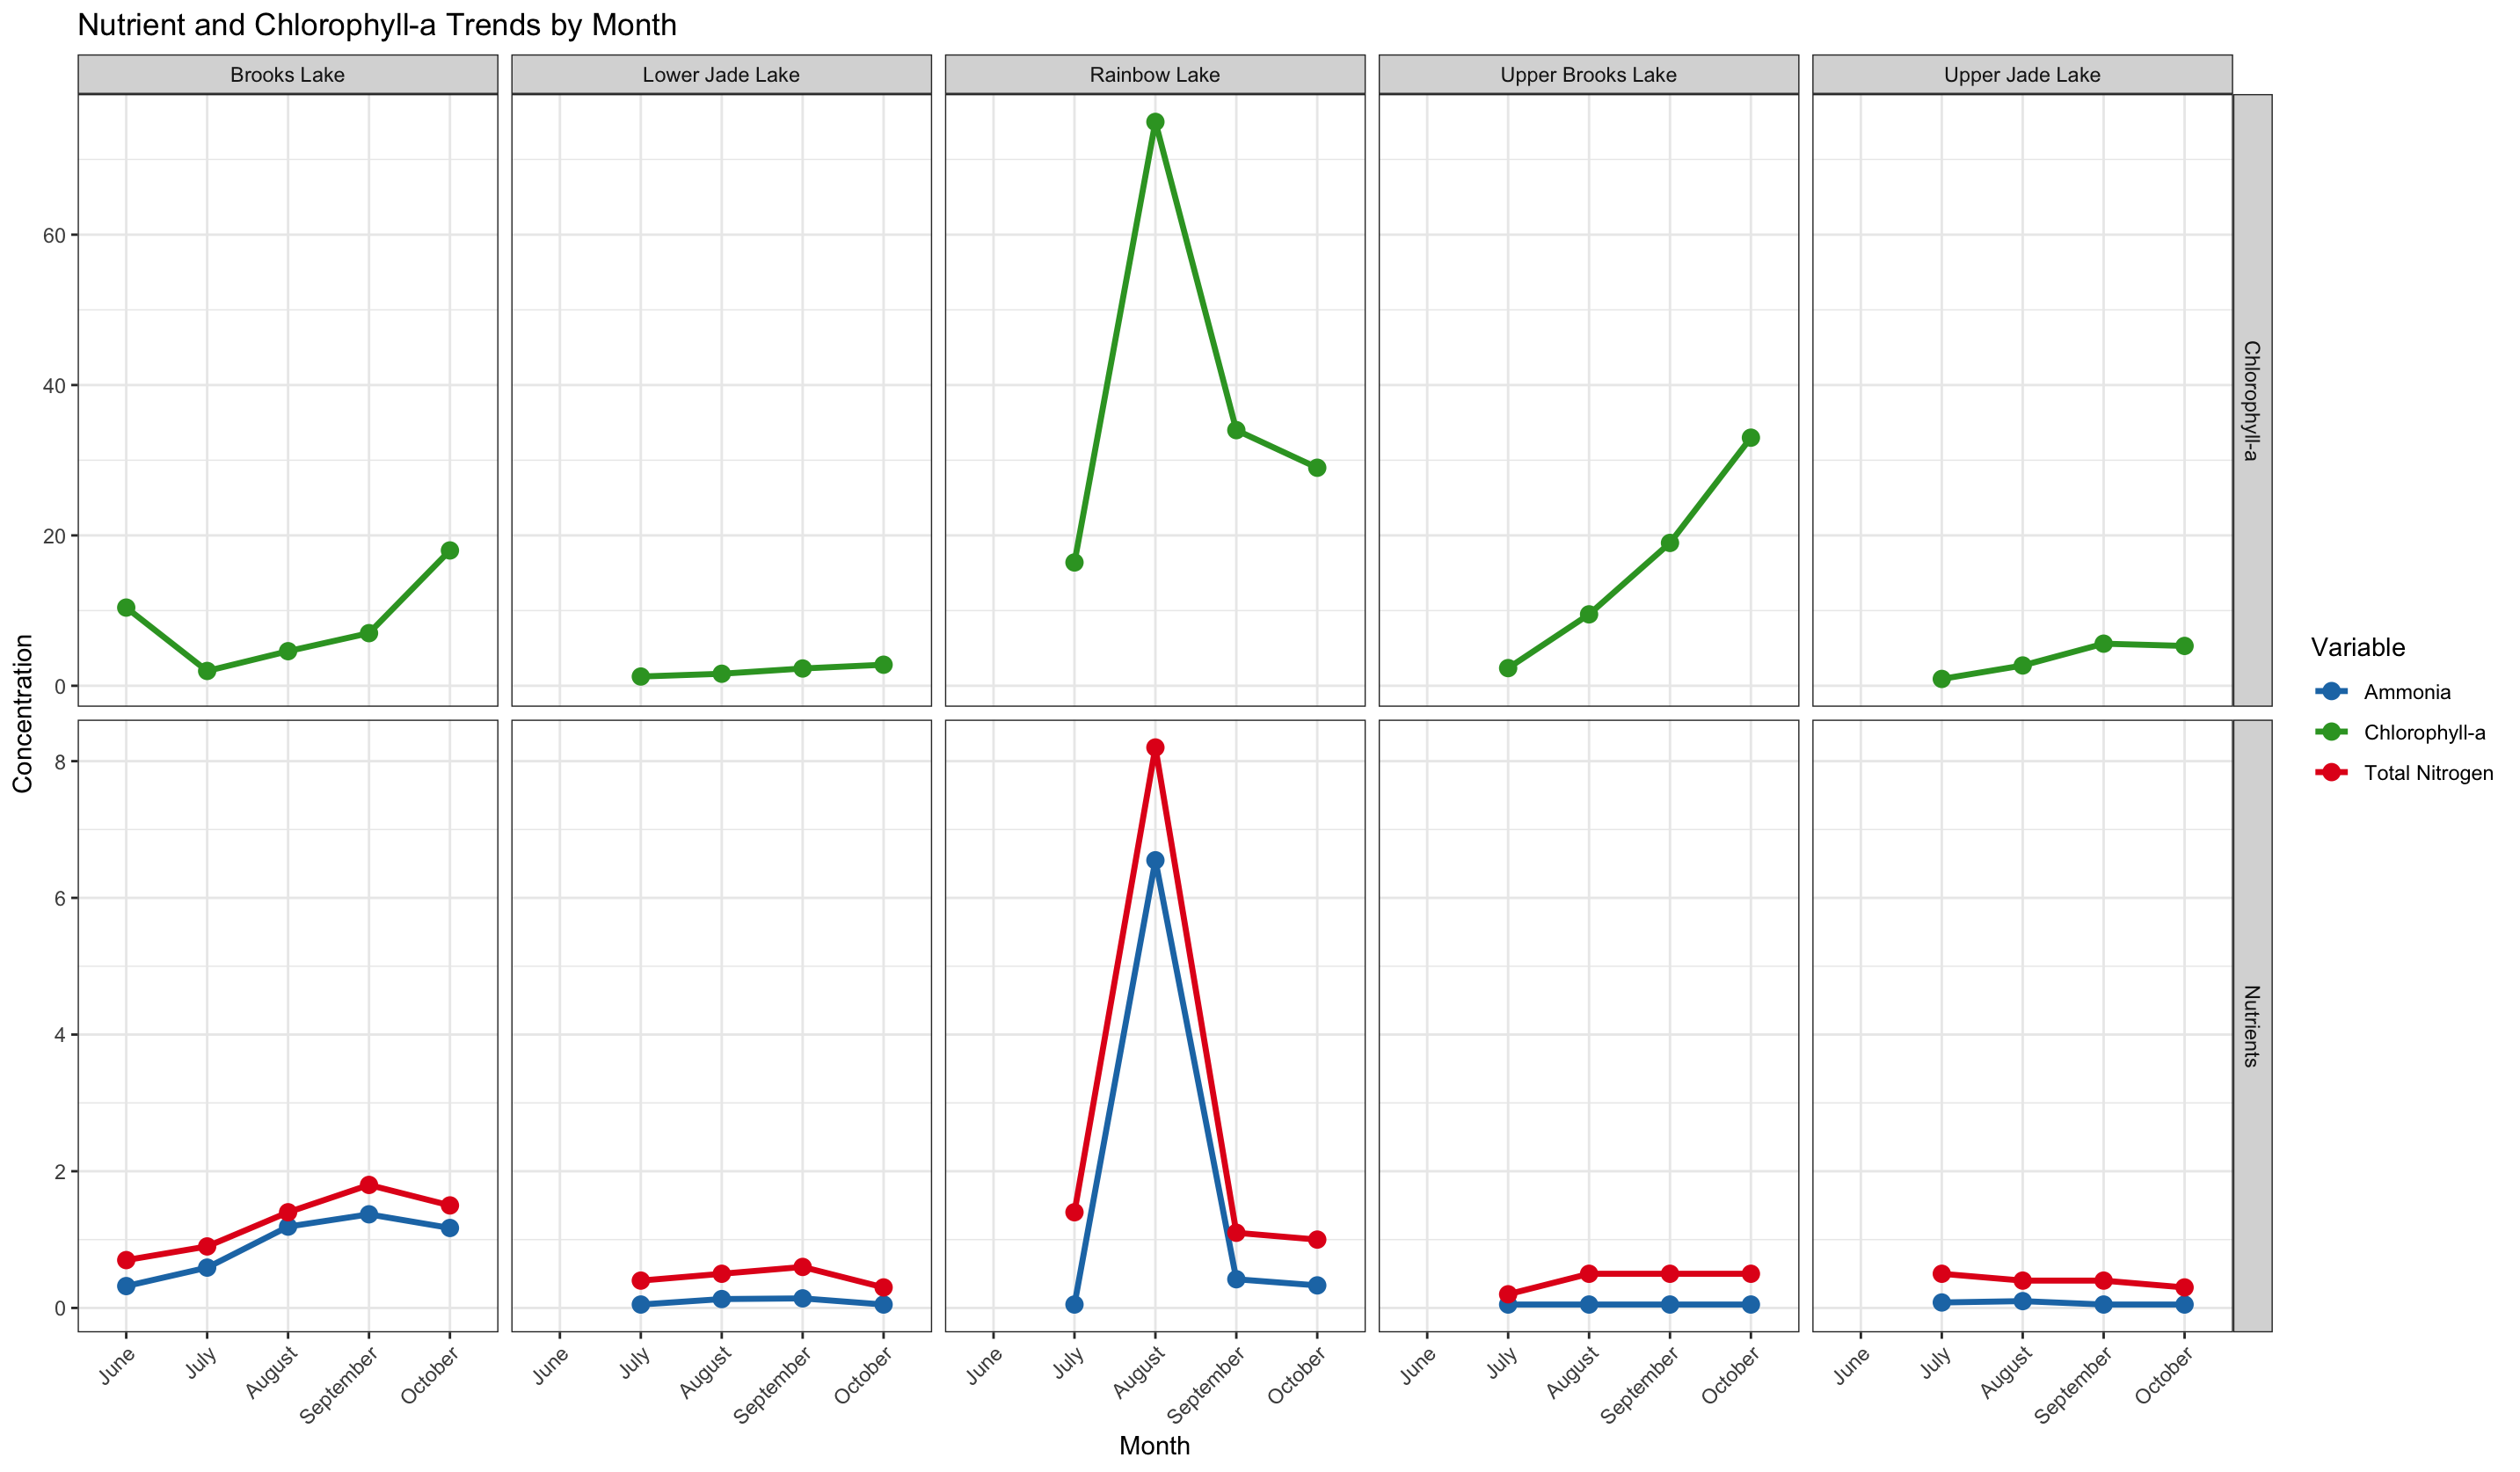 Nutrient and Chlorophyll-a Trends by Month
Brooks Lake
Lower Jade Lake
Rainbow Lake
Upper Brooks Lake
Upper Jade Lake
60
40
20
0
Chlorophyll-a
Concentration
8
6
4
2
0
Nutrients
June
July
August
September
October
June
July
August
September
October
June
July
August
September
October
June
July
August
September
October
June
July
August
September
October
Month
Variable
Ammonia
Chlorophyll-a
Total Nitrogen